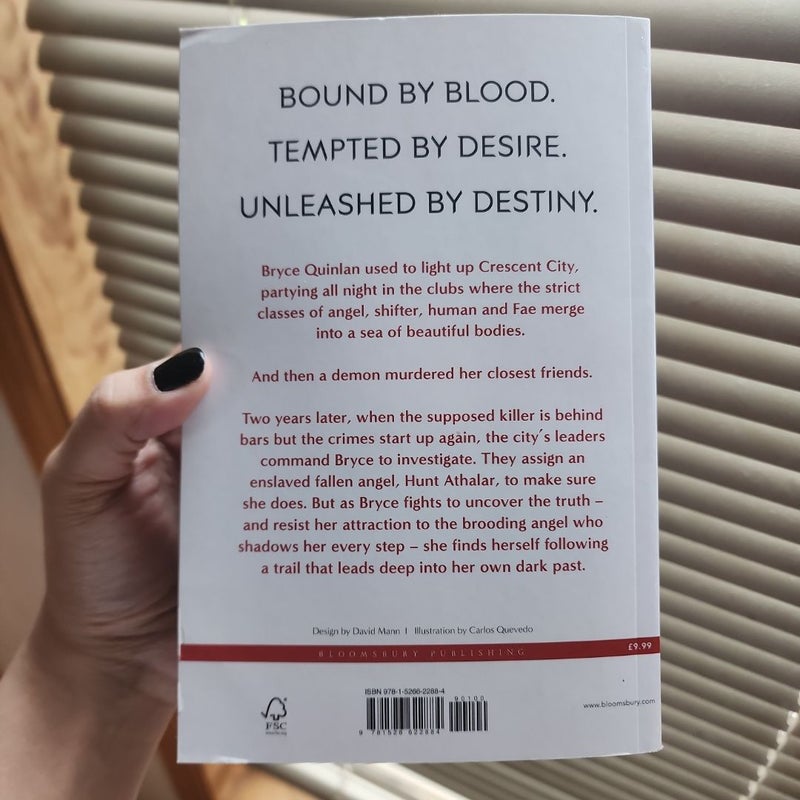 BOUND BY BLOOD.
TEMPTED BY DESIRE.
UNLEASHED BY DESTINY.
Bryce Quinlan used to light up Crescent City,
partying all night in the clubs where the strict
classes of angel, shifter, human and Fae merge
into a sea of beautiful bodies.
And then a demon murdered her closest friends.
Two years later, when the supposed killer is behind
bars but the crimes start up again, the city's leaders
command Bryce to investigate. They assign an
enslaved fallen angel, Hunt Athalar, to make sure
she does. But as Bryce fights to uncover the truth –
and resist her attraction to the brooding angel who
shadows her every step – she finds herself following
a trail that leads deep into her own dark past.
Design by David Mann | Illustration by Carlos Quevedo
BLOOMSBURY PUBLISHING
£9.99
ISBN 978-1-5266-2288-4
90100
9 781526 622884
FSC
www.bloomsbury.com